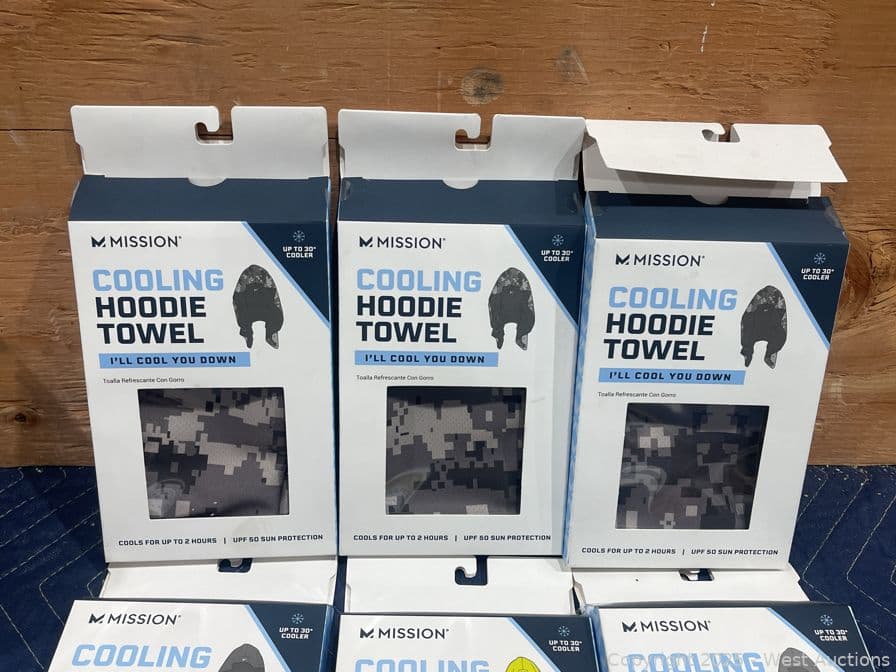 MISSION®
UP TO 30°
COOLER
COOLING
HOODIE
TOWEL
I'LL COOL YOU DOWN
Toalla Refrescante Con Gorro
COOLS FOR UP TO 2 HOURS | UPF 50 SUN PROTECTION
MISSION®
UP TO 30°
COOLER
COOLING
HOODIE
TOWEL
I'LL COOL YOU DOWN
Toalla Refrescante Con Gorro
COOLS FOR UP TO 2 HOURS | UPF 50 SUN PROTECTION
MISSION®
UP TO 30°
COOLER
COOLING
HOODIE
TOWEL
I'LL COOL YOU DOWN
Toalla Refrescante Con Gorro
COOLS FOR UP TO 2 HOURS | UPF 50 SUN PROTECTION
MISSION®
UP TO 30°
COOLER
COOLING
MISSION®
UP TO 30°
COOLER
COOLING
MISSION®
UP TO 30°
COOLER
COOLING
Copyright West Auctions